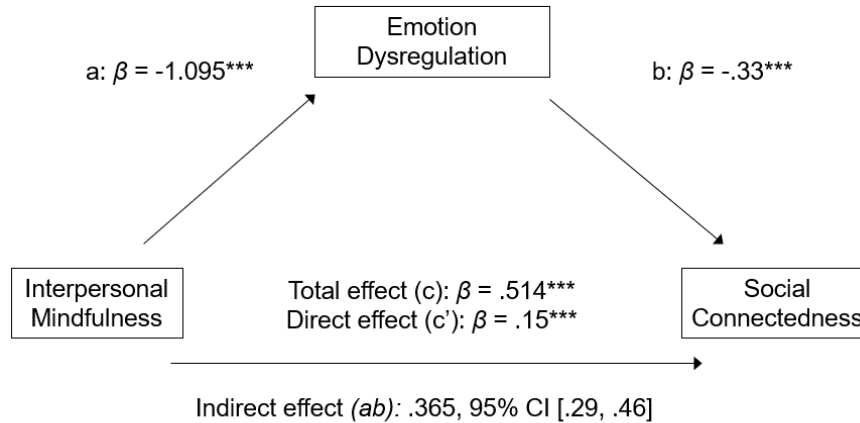 Emotion
Dysregulation
a: β = -1.095***
b: β = -.33***
Interpersonal
Mindfulness
Total effect (c): β = .514***
Direct effect (c’): β = .15***
Social
Connectedness
Indirect effect (ab): .365, 95% CI [.29, .46]